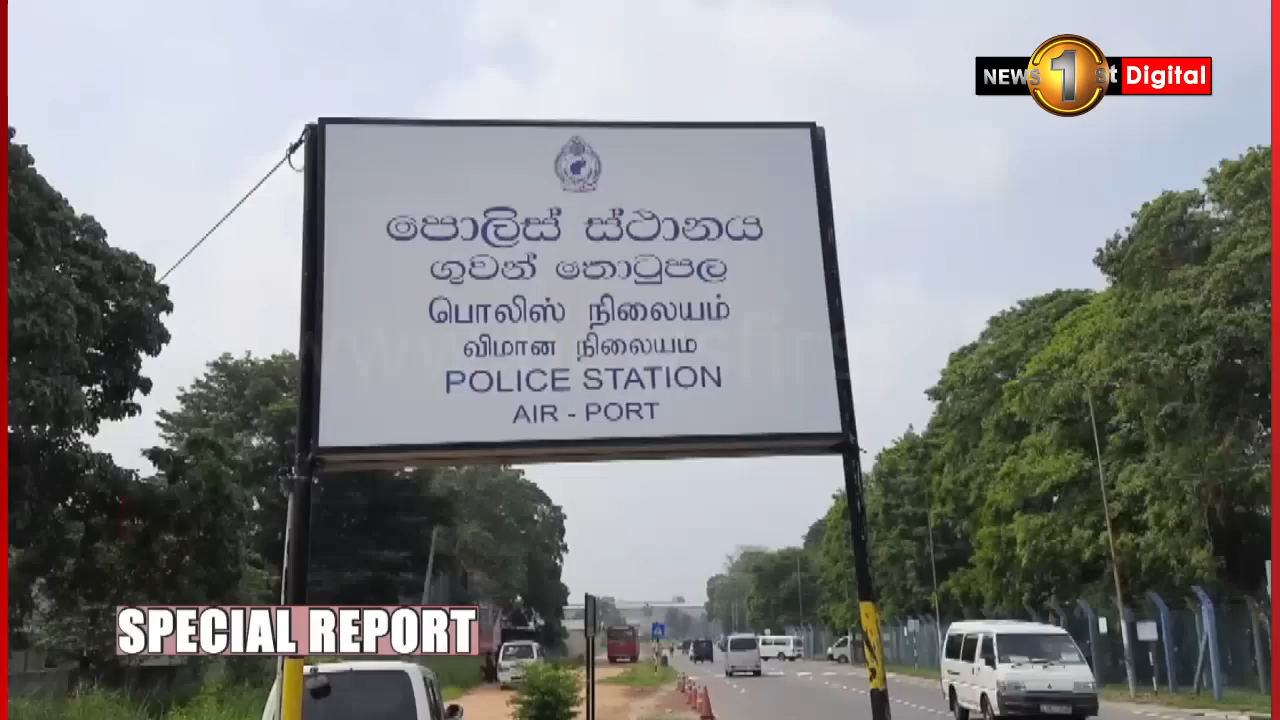 NEWS 1st Digital
පොලිස් ස්ථානය
ගුවන් තොටුපල
பொலிஸ் நிலையம்
விமான நிலையம
POLICE STATION
AIR - PORT
SPECIAL REPORT